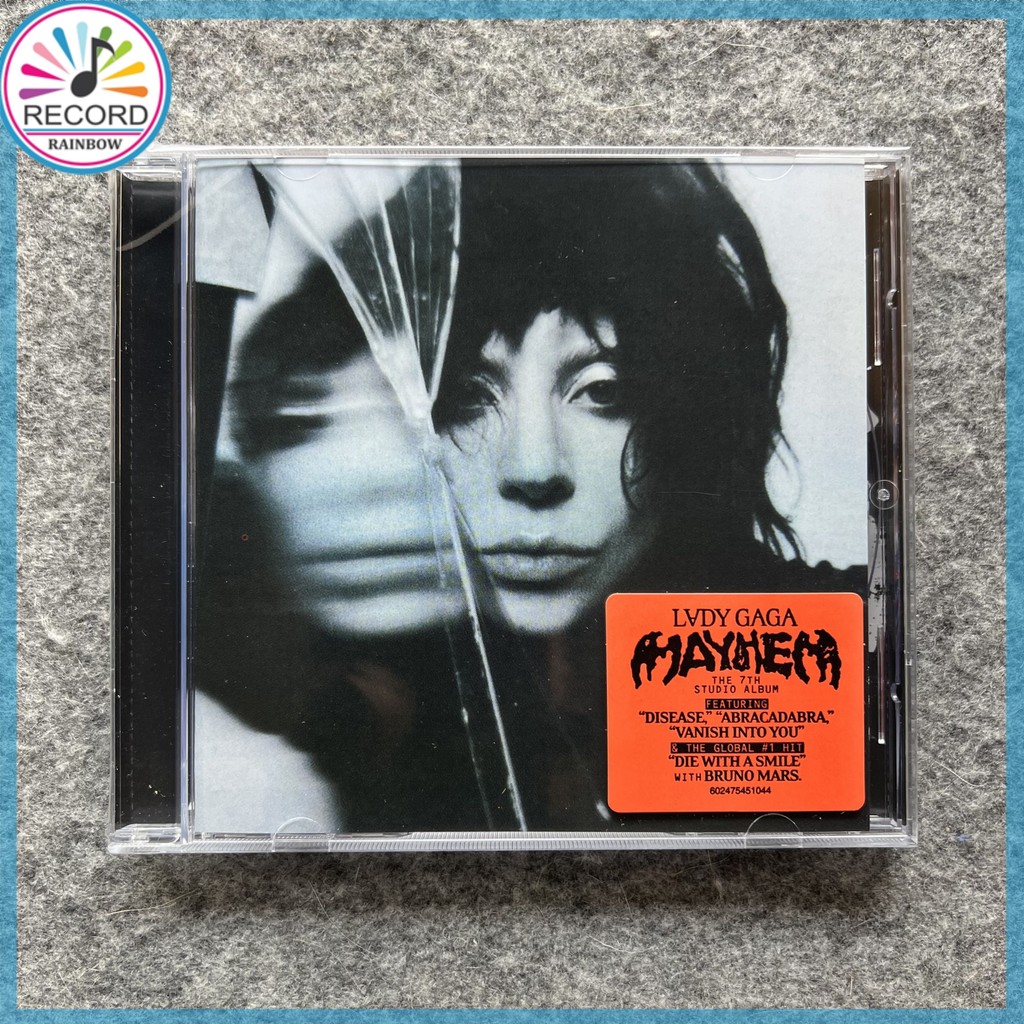 RECORD
RAINBOW
L∀DY GAGA
MAYHEM
THE 7TH
STUDIO ALBUM
FEATURING
“DISEASE,” “ABRACADABRA,”
“VANISH INTO YOU”
& THE GLOBAL #1 HIT
“DIE WITH A SMILE”
WITH BRUNO MARS.
602475451044